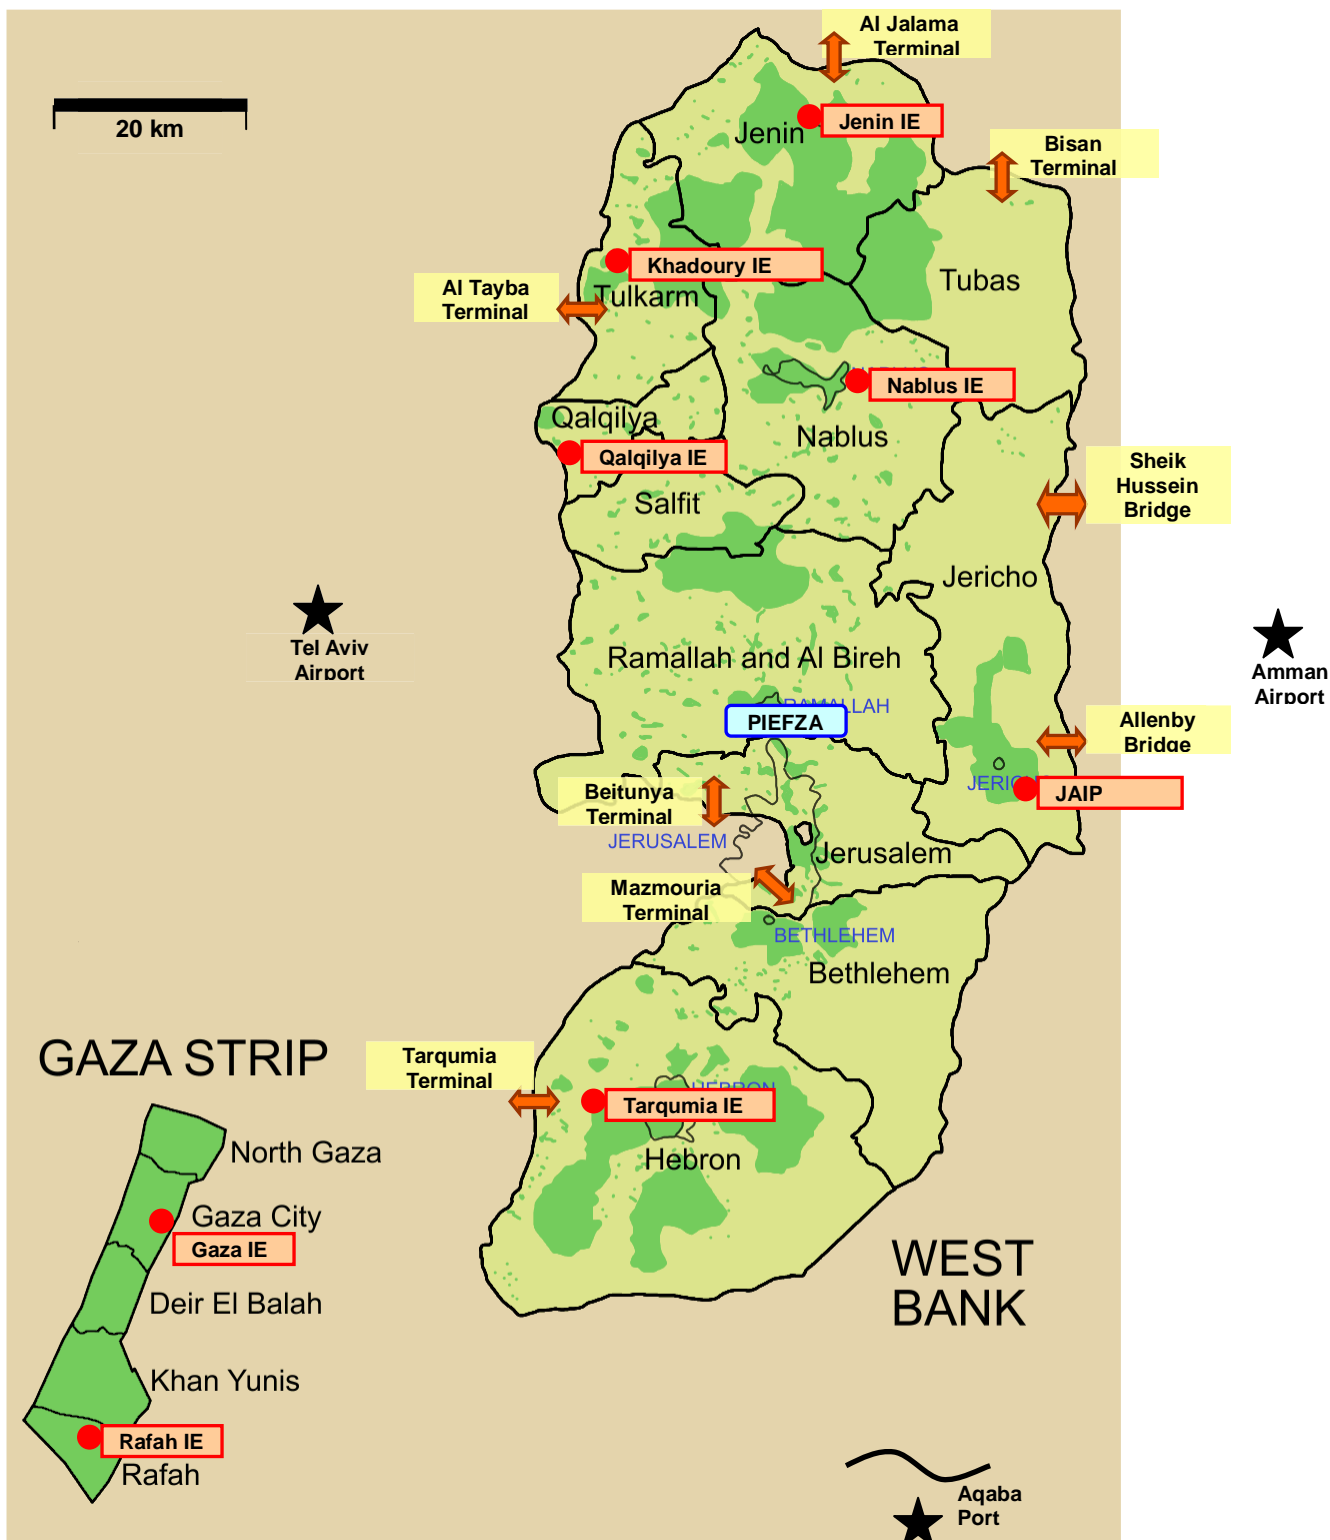 Al Jalama
Terminal
20 km
Jenin
Jenin IE
Bisan
Terminal
Khadoury IE
Al Tayba
Terminal
Tulkarm
Tubas
Nablus IE
Qalqilya
Nablus
Qalqilya IE
Sheik
Hussein
Bridge
Salfit
Jericho
Tel Aviv
Airport
Ramallah and Al Bireh
Amman
Airport
RAMALLAH
PIEFZA
Allenby
Bridge
Beitunya
Terminal
JAIP
JERUSALEM
Jerusalem
Mazmouria
Terminal
BETHLEHEM
Bethlehem
GAZA STRIP
Tarqumia
Terminal
HEBRON
Tarqumia IE
North Gaza
Hebron
Gaza City
Gaza IE
WEST
BANK
Deir El Balah
Khan Yunis
Rafah IE
Rafah
Aqaba
Port